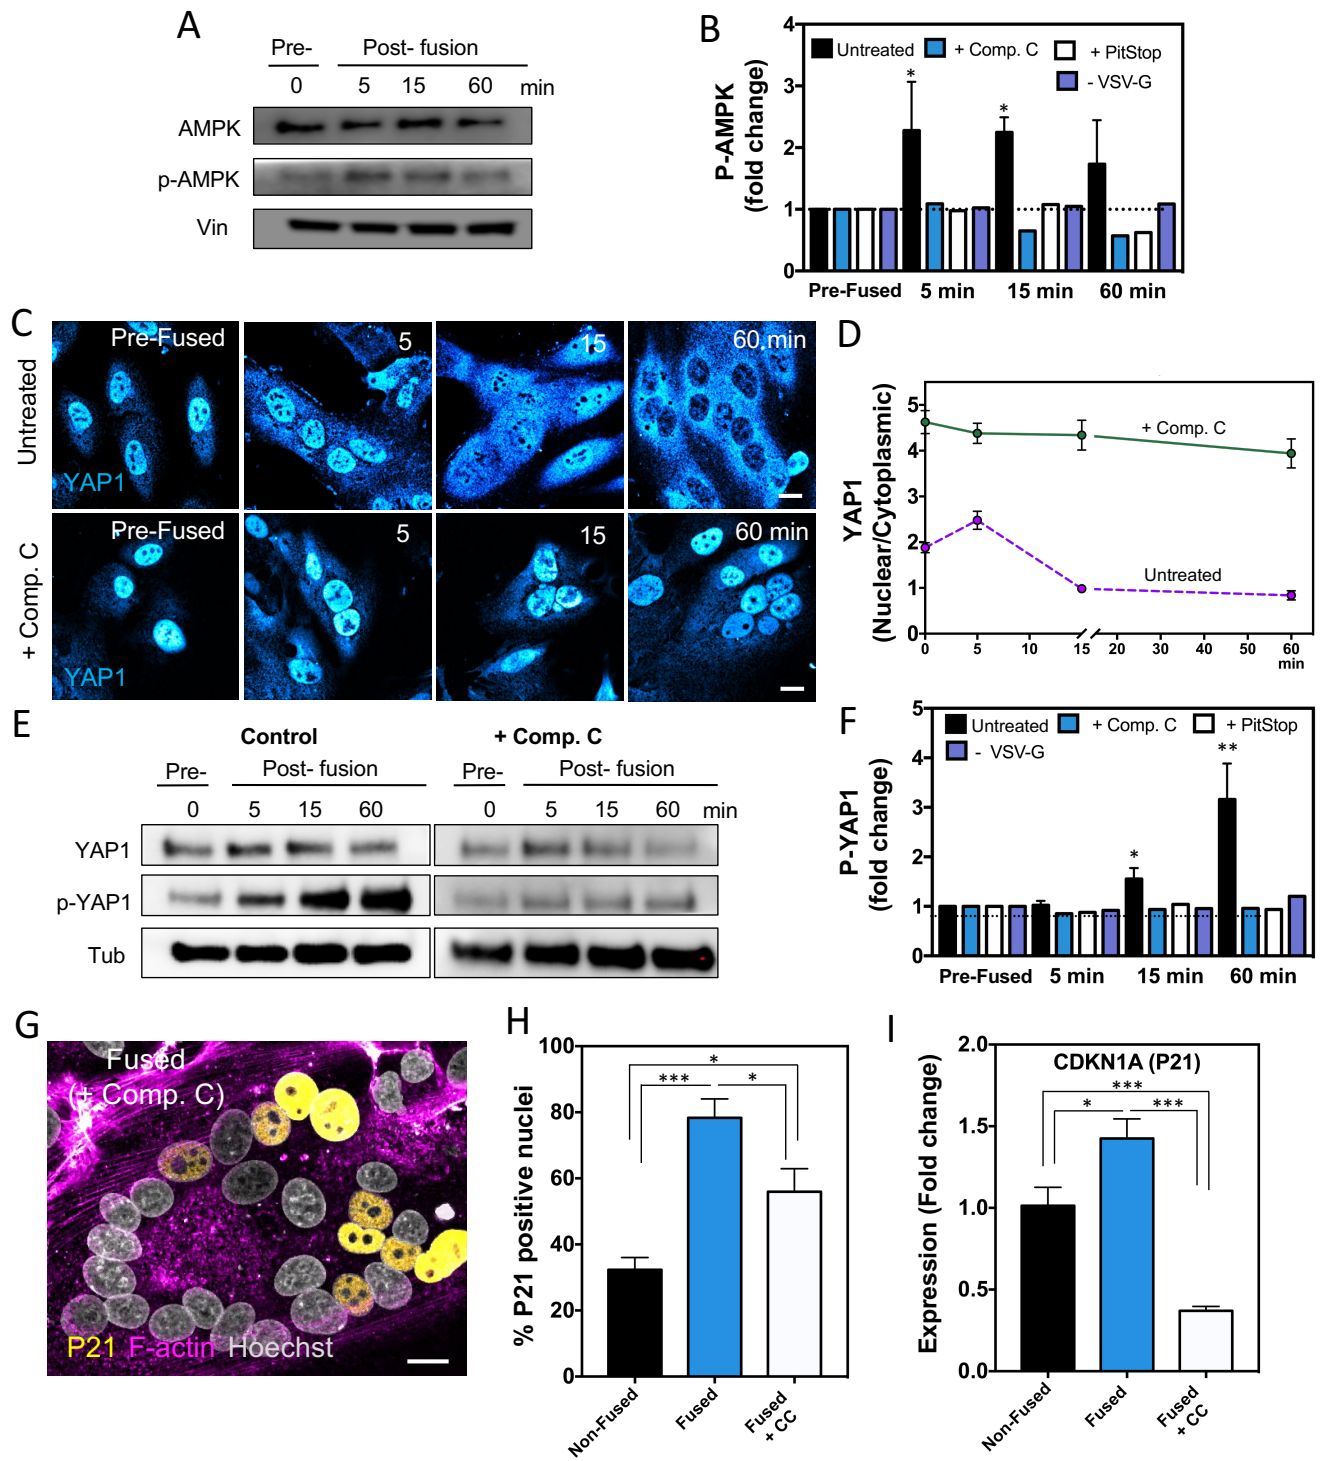 A
Pre- Post- fusion
0 5 15 60 min
AMPK
p-AMPK
Vin
B
P-AMPK
(fold change)
4
3
2
1
0
Untreated + Comp. C + PitStop
- VSV-G
*
*
Pre-Fused 5 min 15 min 60 min
C
Untreated
Pre-Fused 5 15 60 min
YAP1
+ Comp. C
Pre-Fused 5 15 60 min
YAP1
D
YAP1
(Nuclear/Cytoplasmic)
5
4
3
2
1
0
+ Comp. C
Untreated
0 5 10 15 20 30 40 50 60
min
E
Control + Comp. C
Pre- Post- fusion Pre- Post- fusion
0 5 15 60 0 5 15 60 min
YAP1
p-YAP1
Tub
F
P-YAP1
(fold change)
5
4
3
2
1
0
Untreated + Comp. C + PitStop
- VSV-G
**
*
Pre-Fused 5 min 15 min 60 min
G
Fused
(+ Comp. C)
P21 F-actin Hoechst
H
% P21 positive nuclei
100
80
60
40
20
0
*
*** *
Non-Fused
Fused
Fused
+ CC
I
Expression (Fold change)
2.0
1.5
1.0
0.5
0.0
CDKN1A (P21)
***
* ***
Non-Fused
Fused
Fused
+ CC